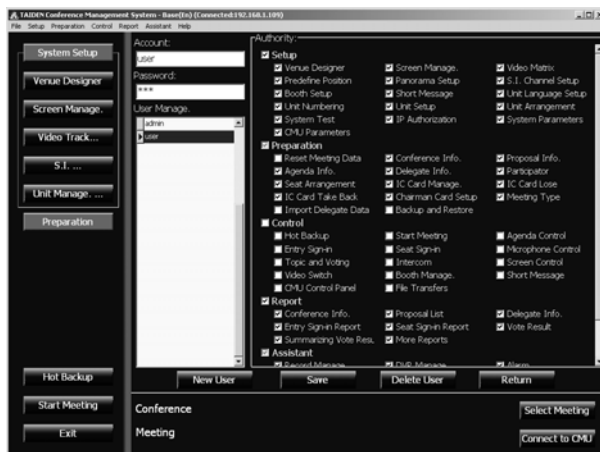 TAIDEN Conference Management System - Base(En) (Connected:192.168.1.109)
File Setup Preparation Control Report Assistant Help
System Setup
Venue Designer
Screen Manage.
Video Track...
S.I. ...
Unit Manage. ...
Preparation
Hot Backup
Start Meeting
Exit
Account:
user
Password:
***
User Manage.
admin
user
Authority:
Setup
Venue Designer Screen Manage. Video Matrix
Predefine Position Panorama Setup S.I. Channel Setup
Booth Setup Short Message Unit Language Setup
Unit Numbering Unit Setup Unit Arrangement
System Test IP Authorization System Parameters
CMU Parameters
Preparation
Reset Meeting Data Conference Info. Proposal Info.
Agenda Info. Delegate Info. Participator
Seat Arrangement IC Card Manage. IC Card Lose
IC Card Take Back Chairman Card Setup Meeting Type
Import Delegate Data Backup and Restore
Control
Hot Backup Start Meeting Agenda Control
Entry Sign-in Seat Sign-in Microphone Control
Topic and Voting Intercom Screen Control
Video Switch Booth Manage. Short Message
CMU Control Panel File Transfers
Report
Conference Info. Proposal List Delegate Info.
Entry Sign-in Report Seat Sign-in Report Vote Result
Summarizing Vote Resu. More Reports
Assistant
Record Manage. DVR Manage. Alarm
New User Save Delete User Return
Conference
Meeting
Select Meeting
Connect to CMU